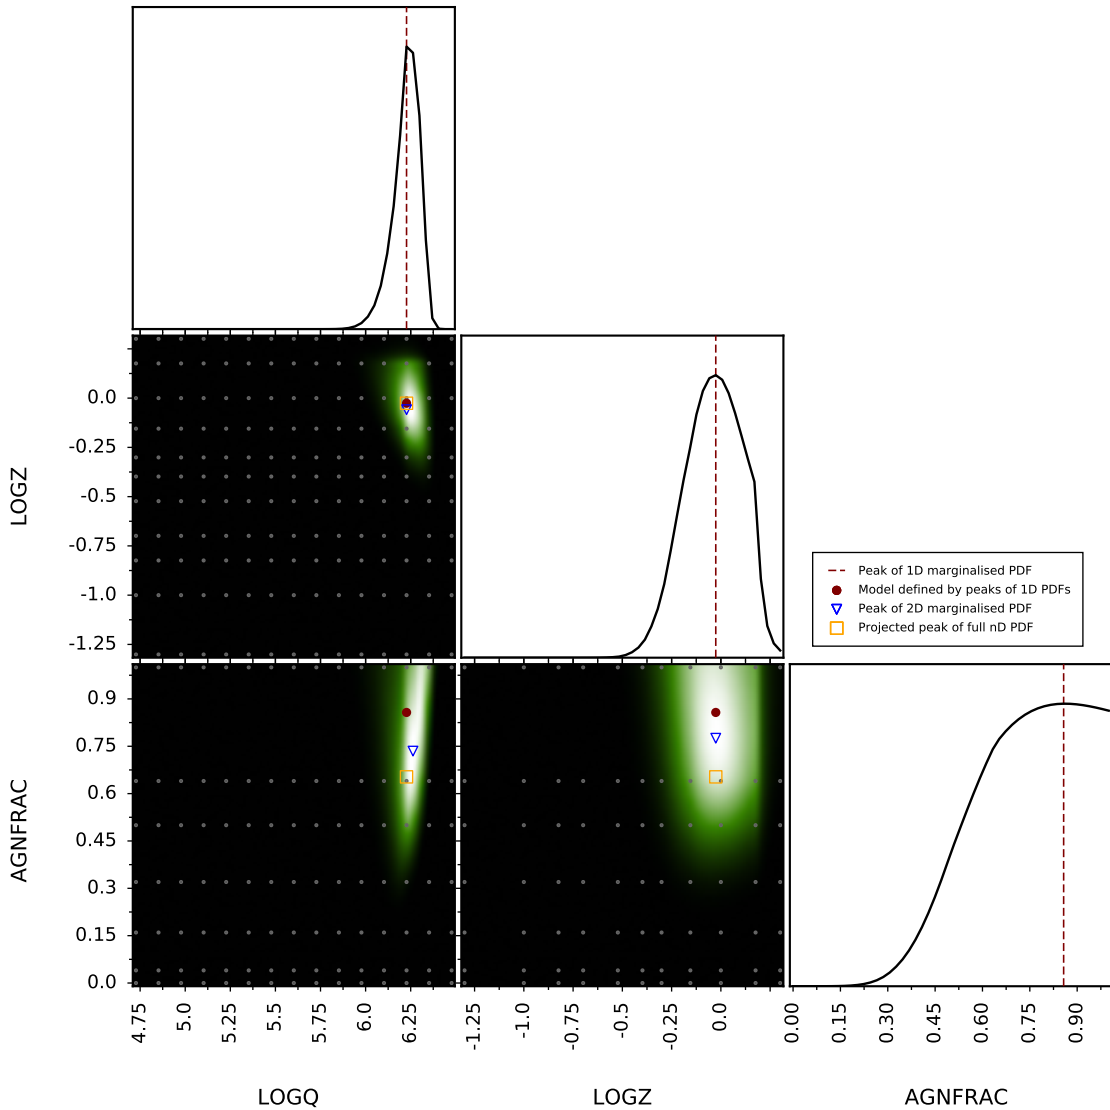 0.0
-0.25
-0.5
-0.75
-1.0
-1.25
LOGZ
Peak of 1D marginalised PDF
Model defined by peaks of 1D PDFs
Peak of 2D marginalised PDF
Projected peak of full nD PDF
0.9
0.75
0.6
0.45
0.3
0.15
0.0
AGNFRAC
4.75 5.0 5.25 5.5 5.75 6.0 6.25
-1.25 -1.0 -0.75 -0.5 -0.25 0.0
0.00 0.15 0.30 0.45 0.60 0.75 0.90
LOGQ LOGZ AGNFRAC